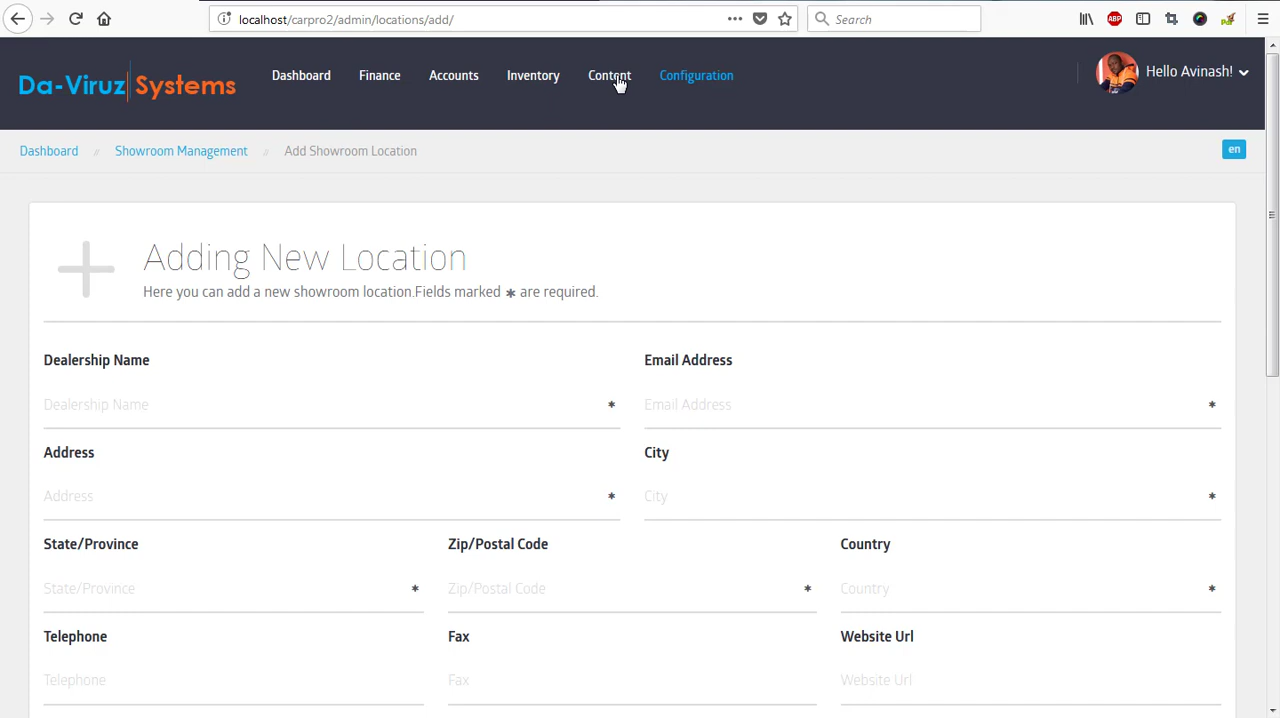 localhost/carpro2/admin/locations/add/
Search
ABP
Da-Viruz Systems
Dashboard Finance Accounts Inventory Content Configuration
Hello Avinash!
Dashboard // Showroom Management // Add Showroom Location
en
Adding New Location
Here you can add a new showroom location.Fields marked * are required.
Dealership Name Email Address
Dealership Name * Email Address *
Address City
Address * City *
State/Province Zip/Postal Code Country
State/Province * Zip/Postal Code * Country *
Telephone Fax Website Url
Telephone Fax Website Url